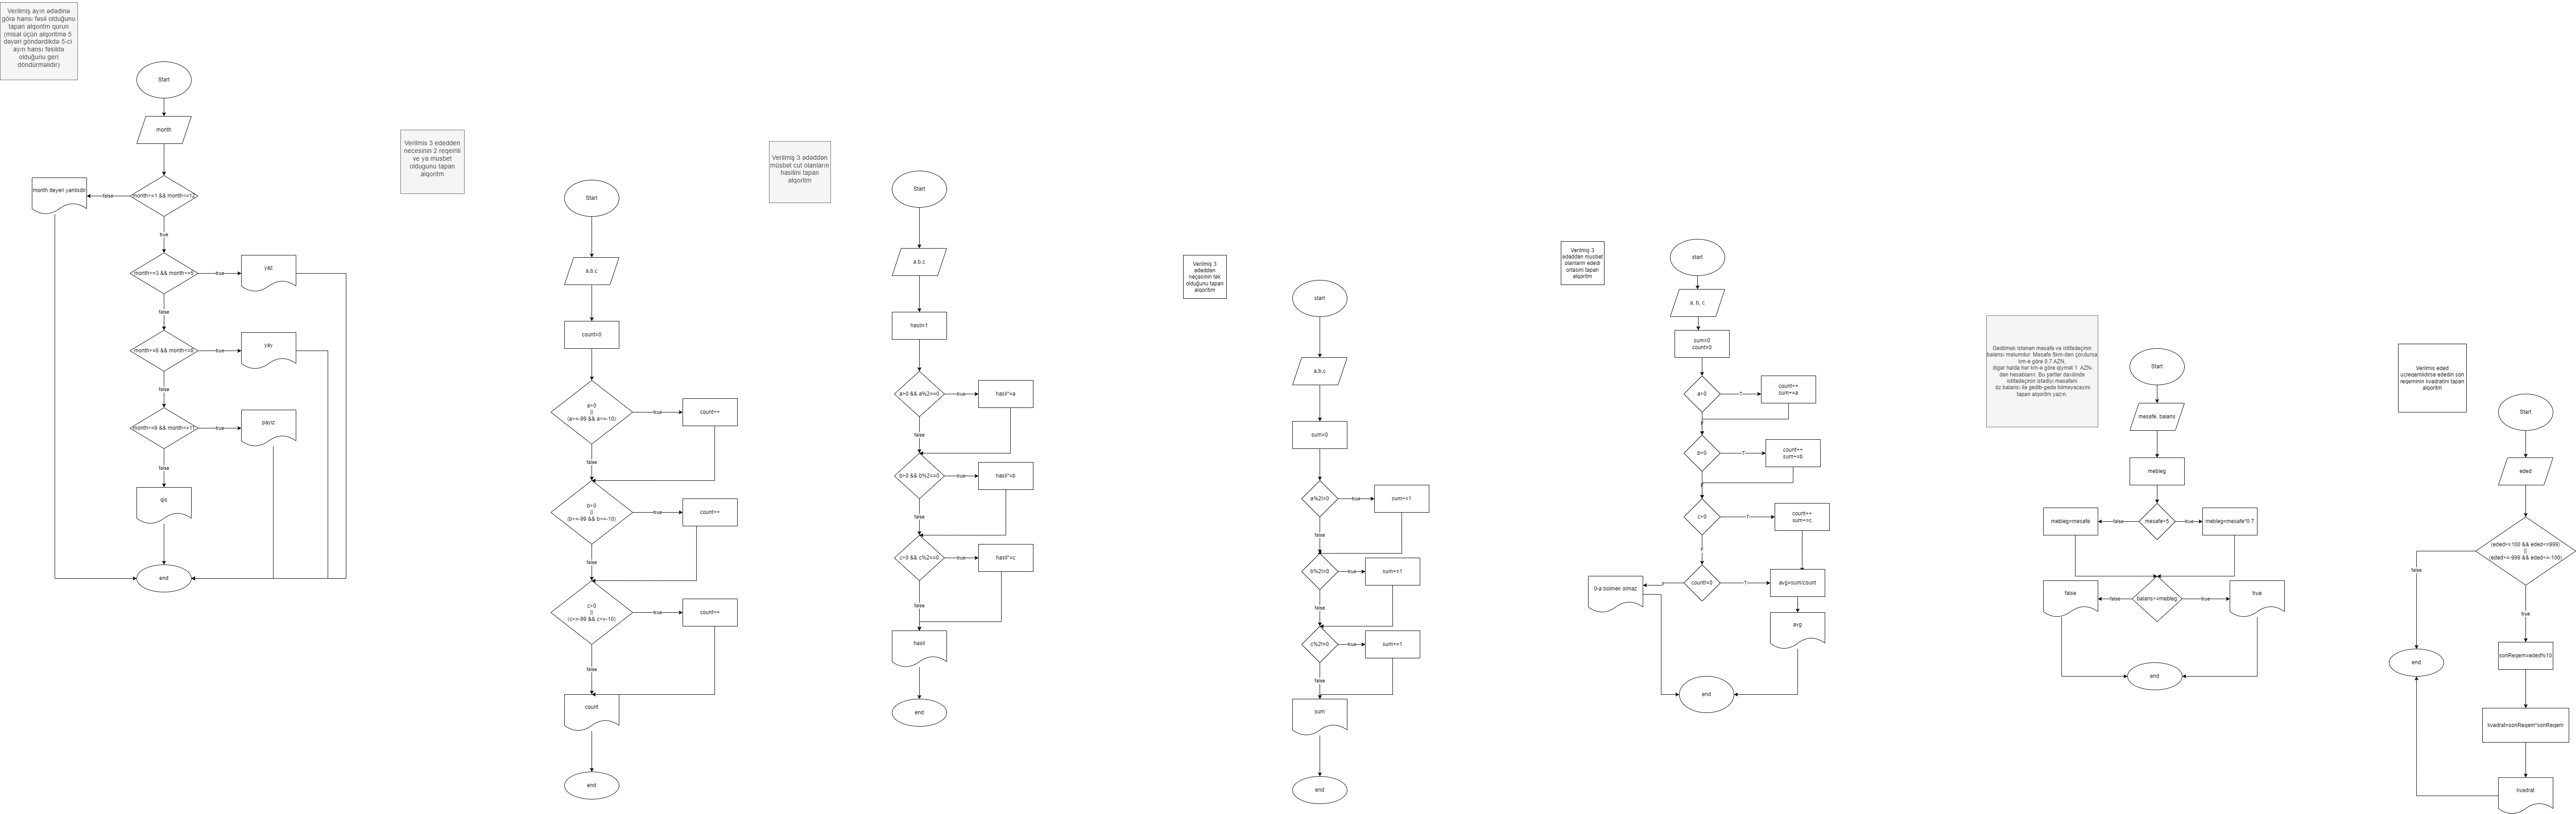 Verilmiş ayın ədədinə
görə hansı fəsil olduğunu
tapan alqoritm qurun
(misal üçün alqoritmə 5
dəyəri göndərdikdə 5-ci
ayın hansı fəsildə
olduğunu geri
döndürməlidir)
Start
month
month>=1 && month<=12
false
month deyeri yanlisdir
true
month>=3 && month<=5
true
yaz
false
month>=6 && month<=8
true
yay
false
month>=9 && month<=11
true
payiz
false
qis
end
Verilmis 3 ededden
necesinin 2 reqemli
ve ya musbet
oldugunu tapan
alqoritm
Start
a,b,c
count=0
a>0
||
(a>=-99 && a<=-10)
true
count++
false
b>0
||
(b>=-99 && b<=-10)
true
count++
false
c>0
||
(c>=-99 && c<=-10)
true
count++
false
count
end
Verilmiş 3 ədəddən
müsbət cut olanların
hasilini tapan
alqoritm
Start
a,b,c
hasil=1
a>0 && a%2==0
true
hasil*=a
false
b>0 && b%2==0
true
hasil*=b
false
c>0 && c%2==0
true
hasil*=c
false
hasil
end
Verilmiş 3
ədəddən
neçəsinin tək
olduğunu tapan
alqoritm
start
a,b,c
sum=0
a%2!=0
true
sum+=1
false
b%2!=0
true
sum+=1
false
c%2!=0
true
sum+=1
false
sum
end
Verilmiş 3
ədəddən musbət
olanların ədədi
ortasini tapan
alqoritm
start
a, b, c
sum=0
count=0
a>0
T
count++
sum+=a
F
b>0
T
count++
sum+=b
F
c>0
T
count++
sum+=c
F
count!=0
F
0-a bolmek olmaz
T
avg=sum/count
avg
end
Gedilmək istənən məsafə və istifadəçinin
balansı məlumdur. Məsafə 5km-dən çoxdursa
km-ə görə 0.7 AZN,
digər halda hər km-ə görə qiymət 1 AZN-
dən hesablanır. Bu şərtlər daxilində
istifadəçinin istədiyi məsafəni
öz balansı ilə gedib-gedə bilməyəcəyini
tapan alqoritm yazın.
Start
mesafe, balans
mebleg
mesafe>5
false
mebleg=mesafe
true
mebleg=mesafe*0.7
balans>=mebleg
false
false
true
true
end
Verilmiş eded
ucreqemlidirse ededin son
reqeminin kvadratini tapan
alqoritm
Start
eded
(eded>=100 && eded<=999)
||
(eded>=-999 && eded<=-100)
false
true
sonReqem=eded%10
kvadrat=sonReqem*sonReqem
kvadrat
end